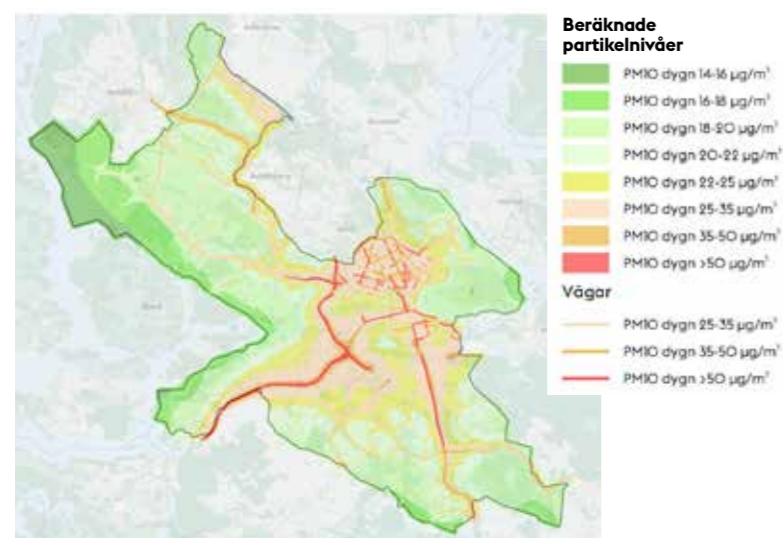 Beräknade
partikelnivåer
PM10 dygn 14-16 µg/m³
PM10 dygn 16-18 µg/m³
PM10 dygn 18-20 µg/m³
PM10 dygn 20-22 µg/m³
PM10 dygn 22-25 µg/m³
PM10 dygn 25-35 µg/m³
PM10 dygn 35-50 µg/m³
PM10 dygn >50 µg/m³
Vägar
PM10 dygn 25-35 µg/m³
PM10 dygn 35-50 µg/m³
PM10 dygn >50 µg/m³